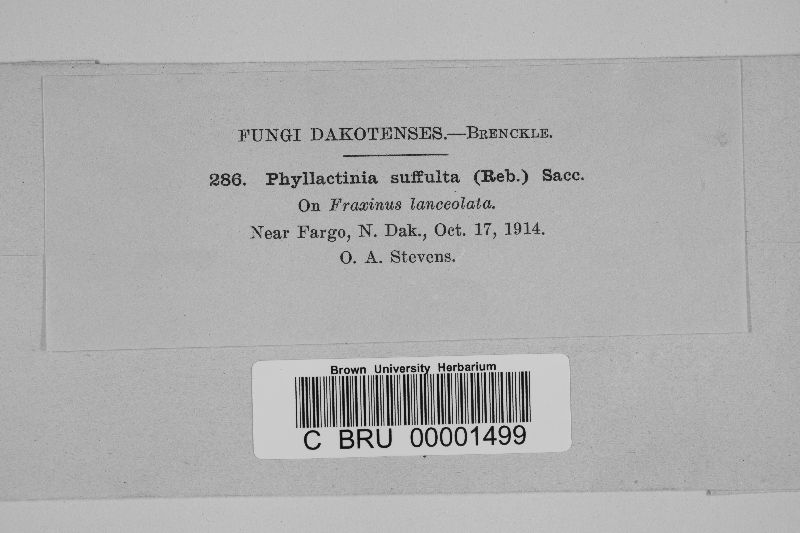 FUNGI DAKOTENSES.—BRENCKLE.
286. Phyllactinia suffulta (Reb.) Sacc.
On Fraxinus lanceolata.
Near Fargo, N. Dak., Oct. 17, 1914.
O. A. Stevens.
Brown University Herbarium
C BRU 00001499